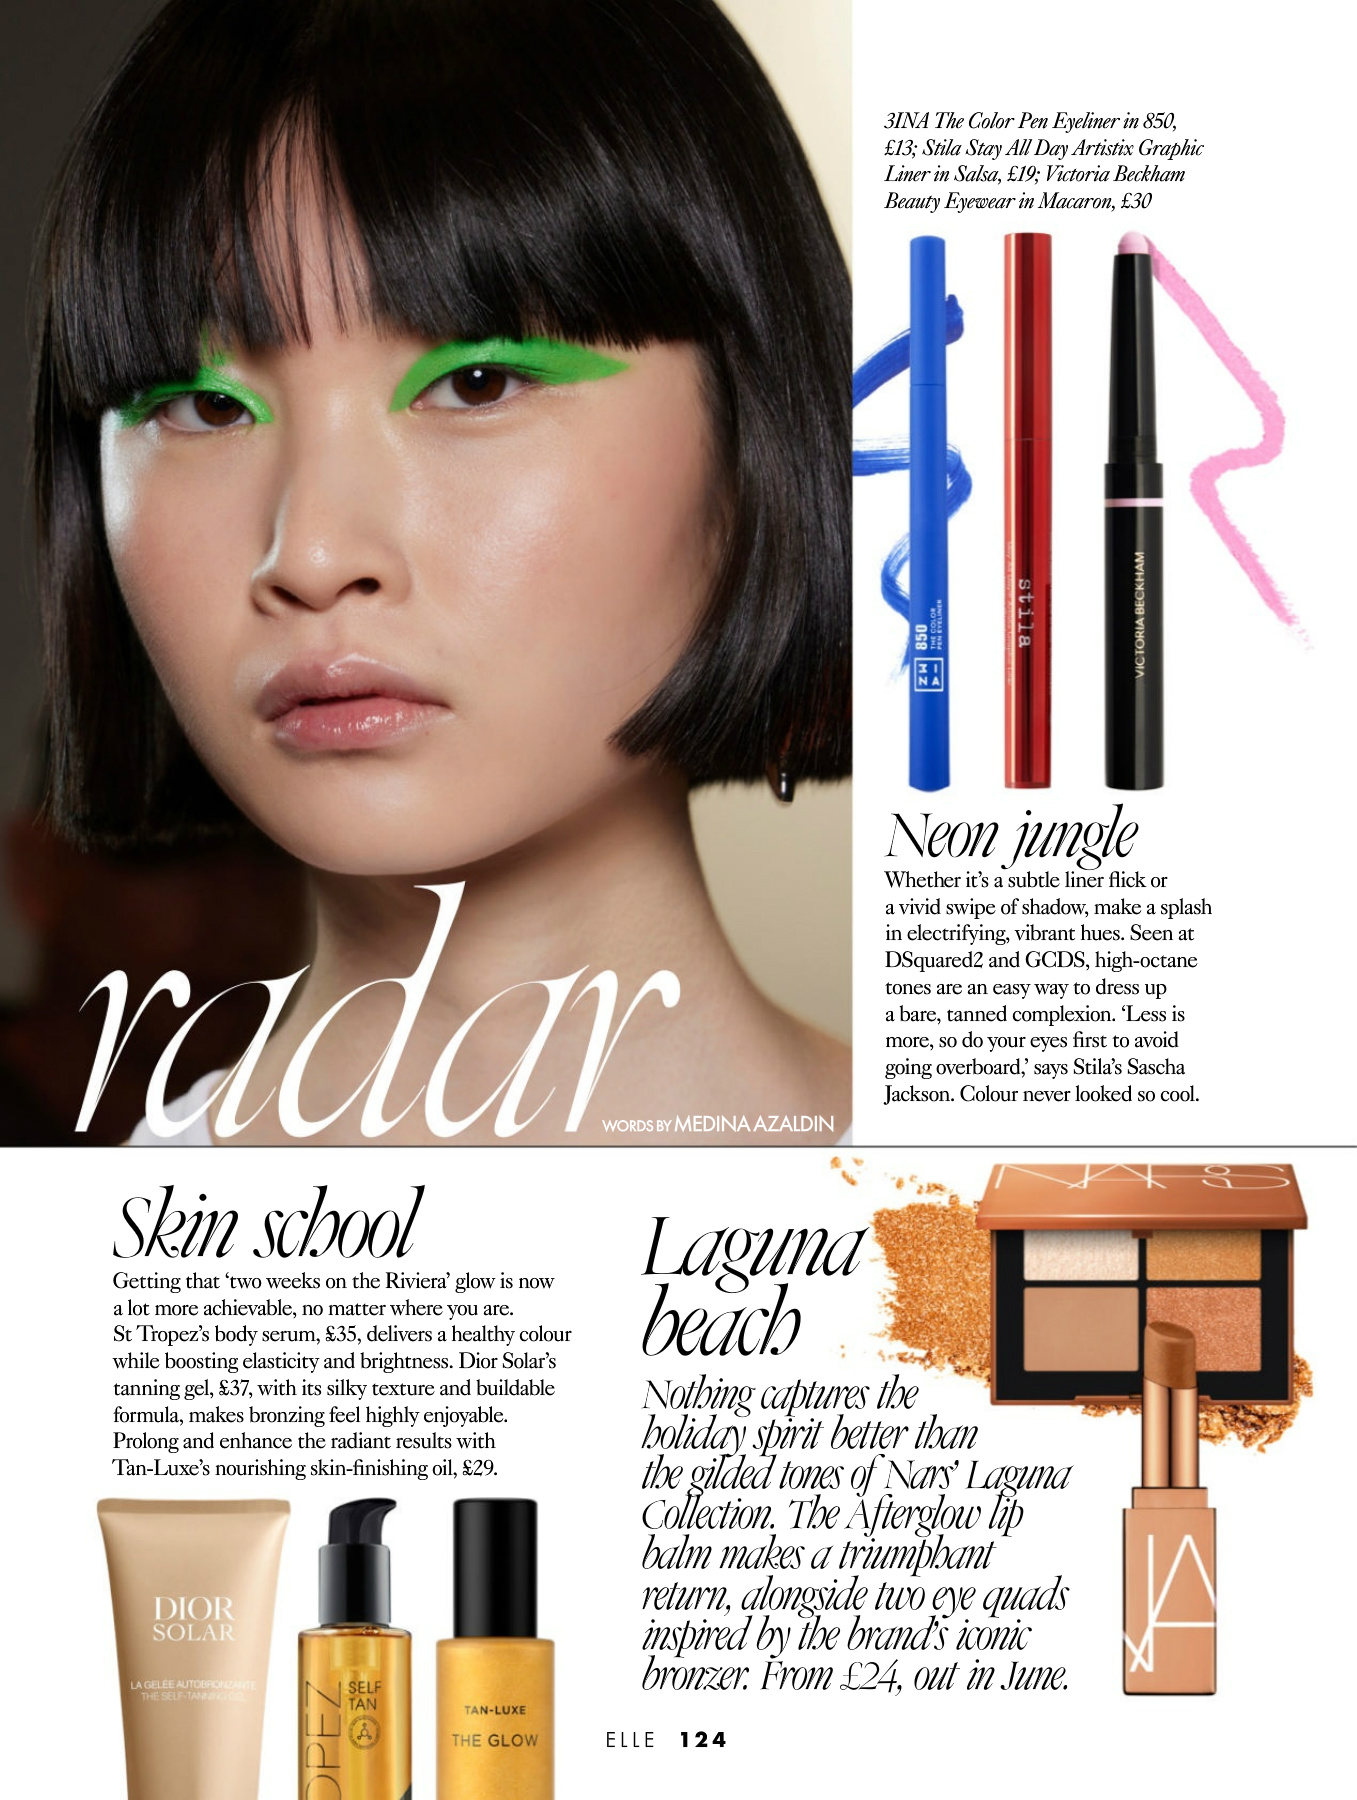 3INA The Color Pen Eyeliner in 850,
£13; Stila Stay All Day Artistix Graphic
Liner in Salsa, £19; Victoria Beckham
Beauty Eyewear in Macaron, £30
850
THE COLOR
PEN EYELINER
3INA
stila
VICTORIA BECKHAM
Neon jungle
Whether it’s a subtle liner flick or
a vivid swipe of shadow, make a splash
in electrifying, vibrant hues. Seen at
DSquared2 and GCDS, high-octane
tones are an easy way to dress up
a bare, tanned complexion. ‘Less is
more, so do your eyes first to avoid
going overboard,’ says Stila’s Sascha
Jackson. Colour never looked so cool.
radar
WORDS BY MEDINA AZALDIN
Skin school
Getting that ‘two weeks on the Riviera’ glow is now
a lot more achievable, no matter where you are.
St Tropez’s body serum, £35, delivers a healthy colour
while boosting elasticity and brightness. Dior Solar’s
tanning gel, £37, with its silky texture and buildable
formula, makes bronzing feel highly enjoyable.
Prolong and enhance the radiant results with
Tan-Luxe’s nourishing skin-finishing oil, £29.
DIOR
SOLAR
LA GELÉE AUTOBRONZANTE
THE SELF-TANNING GEL
OPEZ
SELF
TAN
TAN-LUXE
THE GLOW
Laguna
beach
Nothing captures the
holiday spirit better than
the gilded tones of Nars’ Laguna
Collection. The Afterglow lip
balm makes a triumphant
return, alongside two eye quads
inspired by the brand’s iconic
bronzer. From £24, out in June.
NARS
NARS
ELLE 124